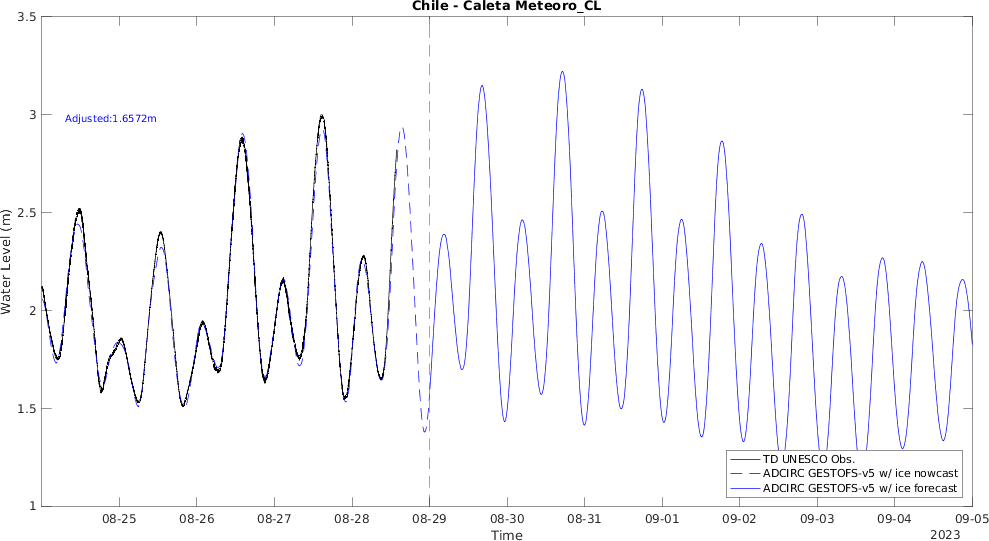 Chile - Caleta Meteoro_CL
3.5
3
2.5
2
1.5
1
Water Level (m)
Adjusted:1.6572m
TD UNESCO Obs.
ADCIRC GESTOFS-v5 w/ ice nowcast
ADCIRC GESTOFS-v5 w/ ice forecast
08-25 08-26 08-27 08-28 08-29 08-30 08-31 09-01 09-02 09-03 09-04 09-05
Time
2023